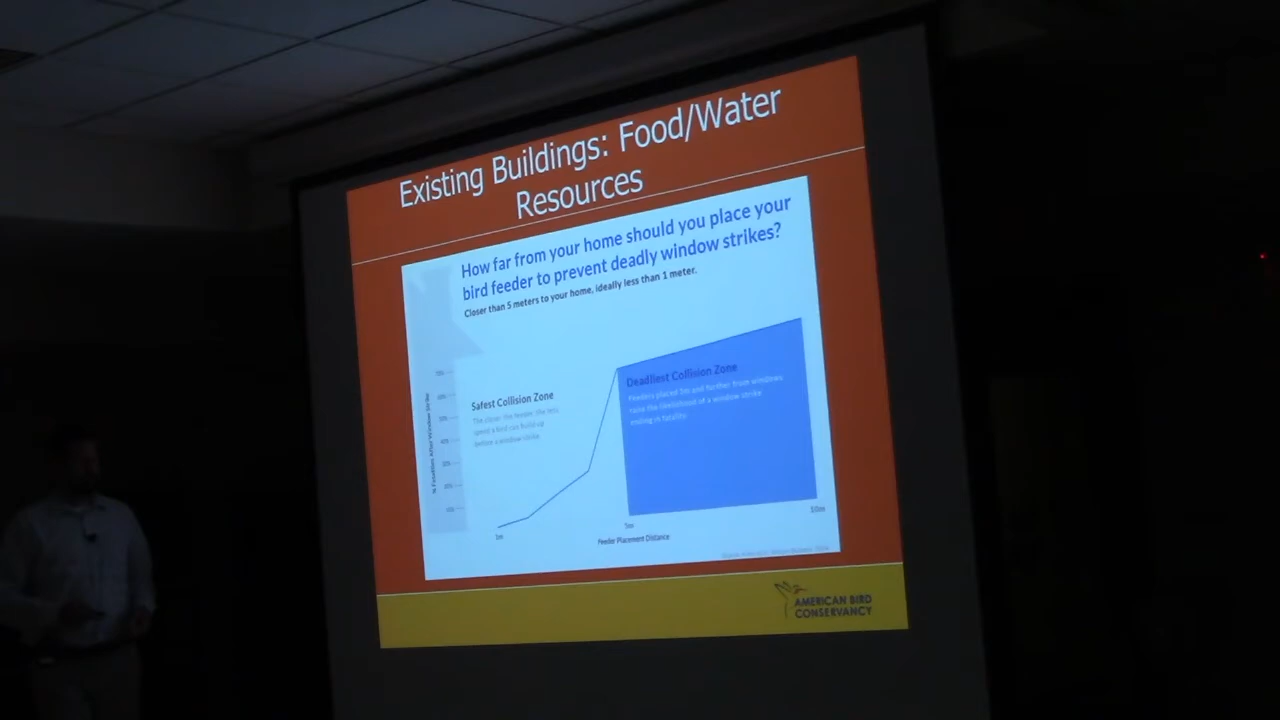 Existing Buildings: Food/Water
Resources
How far from your home should you place your
bird feeder to prevent deadly window strikes?
Closer than 5 meters to your home, ideally less than 1 meter.
Safest Collision Zone
The closer the feeder the less
speed a bird can build up
before a window strike
Deadliest Collision Zone
Feeders placed 5m and further from windows
raise the likelihood of a window strike
ending in fatality
% Fatalities After Window Strike
1m
5m
10m
Feeder Placement Distance
AMERICAN BIRD
CONSERVANCY